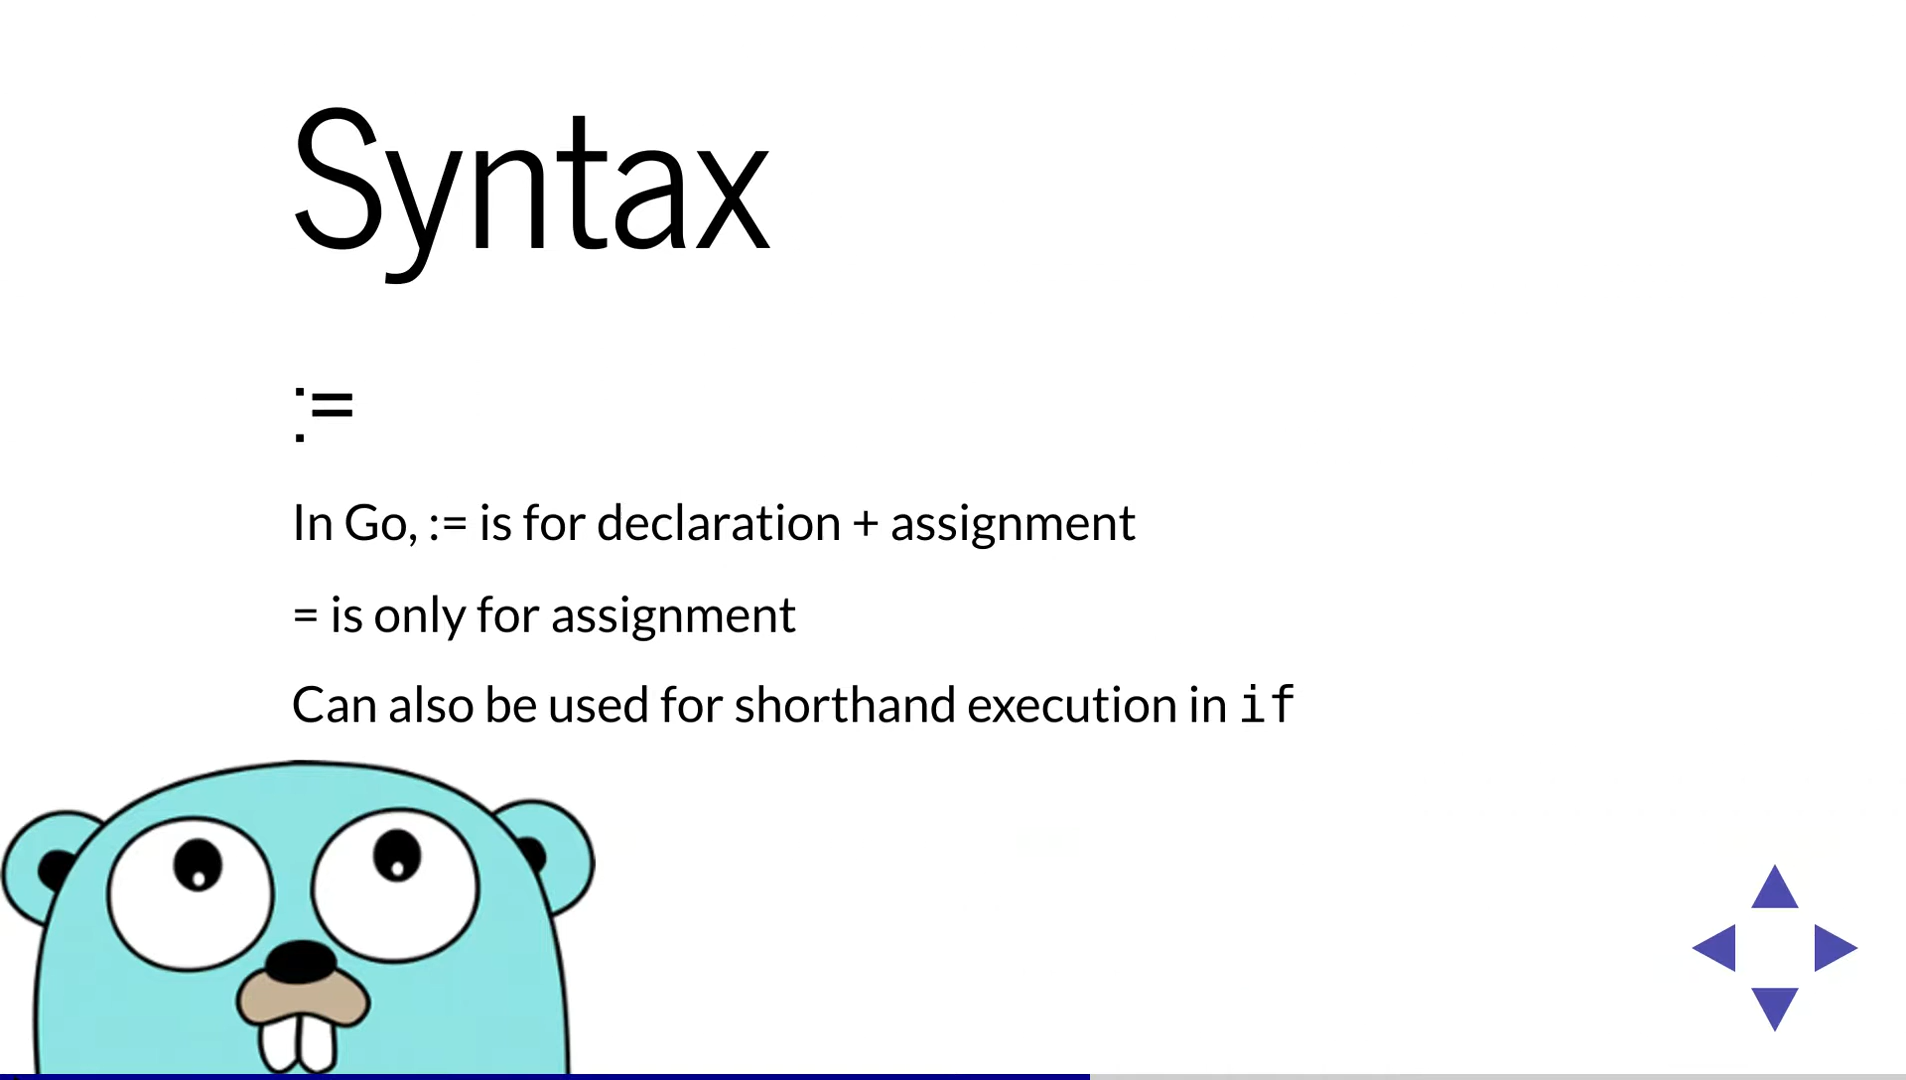 Syntax
:=
In Go, := is for declaration + assignment
= is only for assignment
Can also be used for shorthand execution in if